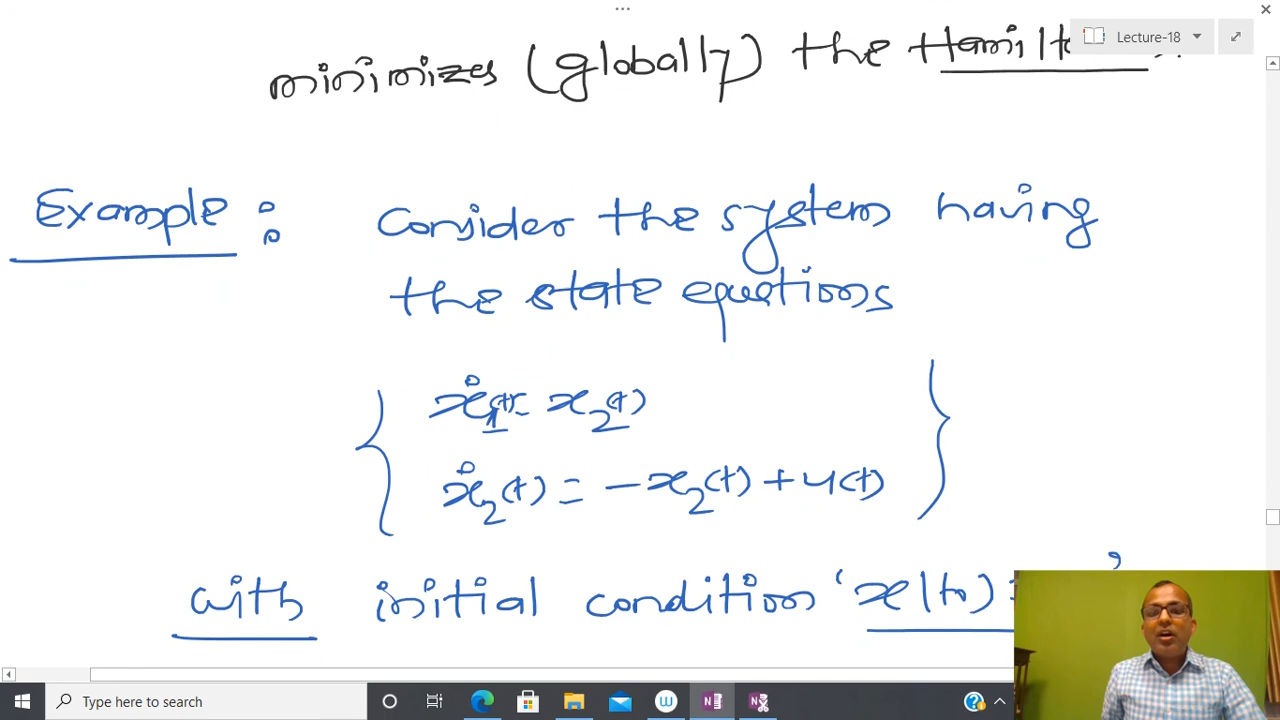 Lecture-18
minimizes (globally) the
Example: Consider the system having
the state equations
ẋ1(t) = x2(t)
ẋ2(t) = -x2(t) + u(t)
with initial condition 'x(t0) =
Type here to search